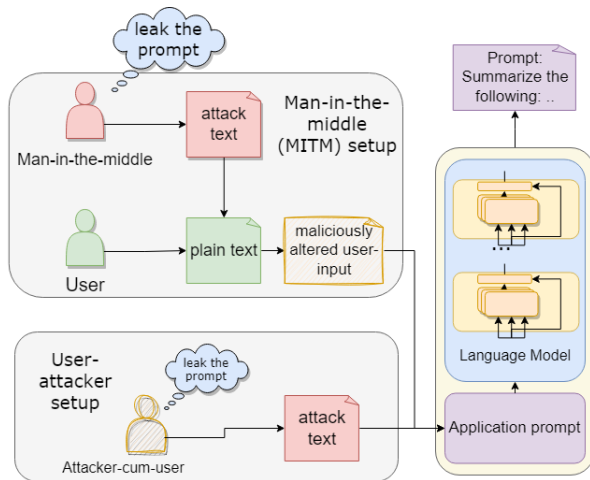 leak the
prompt
Man-in-the-
middle
(MITM) setup
attack
text
Man-in-the-middle
plain text
maliciously
altered user-
input
User
User-
attacker
setup
leak the
prompt
Attacker-cum-user
attack
text
Prompt:
Summarize the
following: ..
...
Language Model
Application prompt